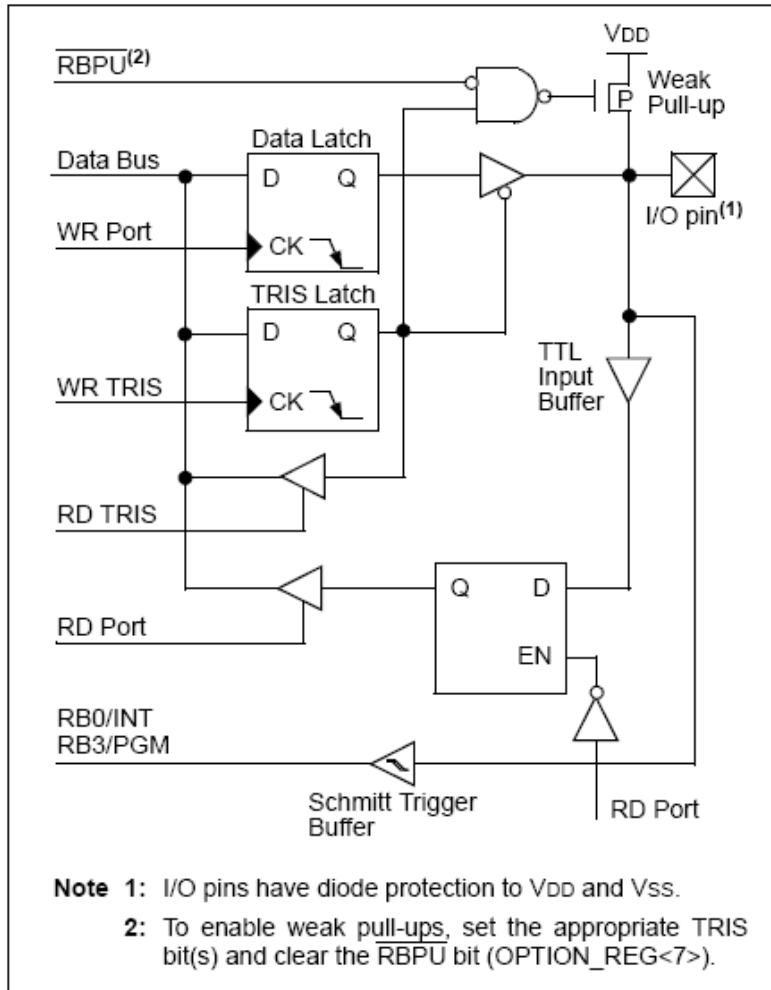 VDD
RBPU(2)
Weak
Pull-up
P
Data Latch
Data Bus
D Q
I/O pin(1)
WR Port
CK
TRIS Latch
D Q
TTL
Input
Buffer
WR TRIS
CK
RD TRIS
Q D
RD Port
EN
RB0/INT
RB3/PGM
Schmitt Trigger
Buffer
RD Port
Note 1: I/O pins have diode protection to VDD and VSS.
2: To enable weak pull-ups, set the appropriate TRIS
bit(s) and clear the RBPU bit (OPTION_REG<7>).